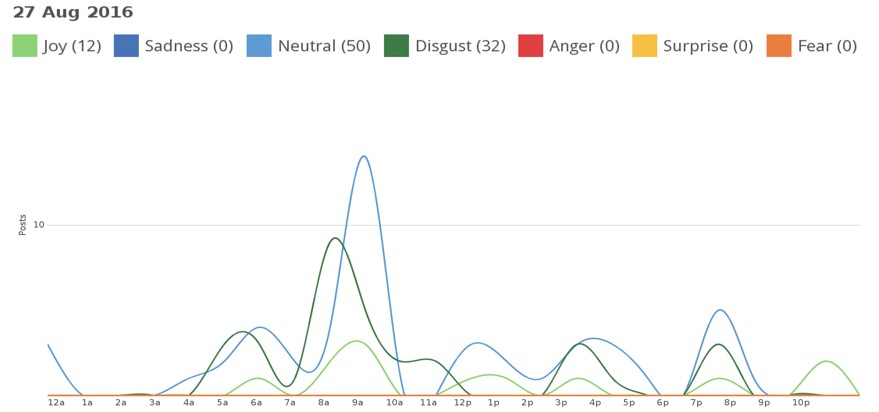 27 Aug 2016
Joy (12) Sadness (0) Neutral (50) Disgust (32) Anger (0) Surprise (0) Fear (0)
Posts
10
12a 1a 2a 3a 4a 5a 6a 7a 8a 9a 10a 11a 12p 1p 2p 3p 4p 5p 6p 7p 8p 9p 10p